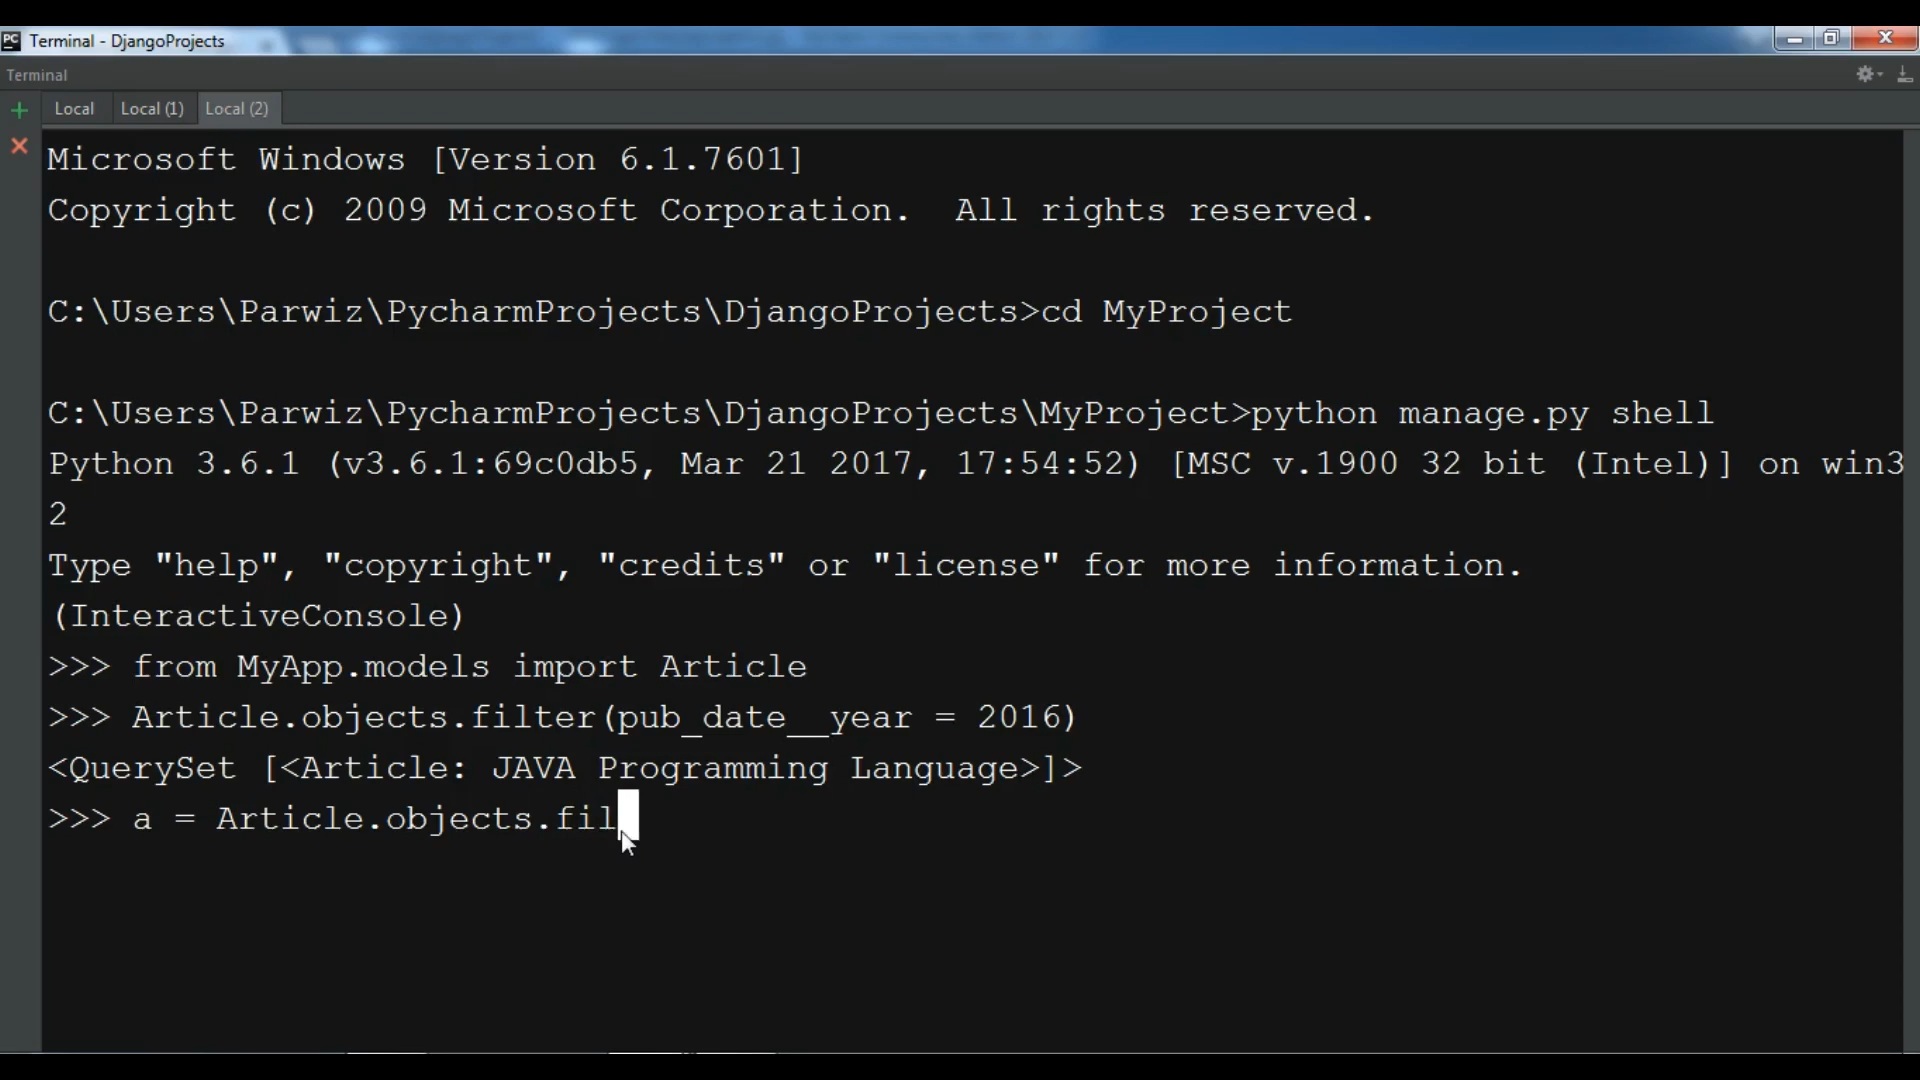 Terminal - DjangoProjects
Terminal
Local Local (1) Local (2)
Microsoft Windows [Version 6.1.7601]
Copyright (c) 2009 Microsoft Corporation.  All rights reserved.
C:\Users\Parwiz\PycharmProjects\DjangoProjects>cd MyProject
C:\Users\Parwiz\PycharmProjects\DjangoProjects\MyProject>python manage.py shell
Python 3.6.1 (v3.6.1:69c0db5, Mar 21 2017, 17:54:52) [MSC v.1900 32 bit (Intel)] on win3
2
Type "help", "copyright", "credits" or "license" for more information.
(InteractiveConsole)
>>> from MyApp.models import Article
>>> Article.objects.filter(pub_date__year = 2016)
<QuerySet [<Article: JAVA Programming Language>]>
>>> a = Article.objects.fil